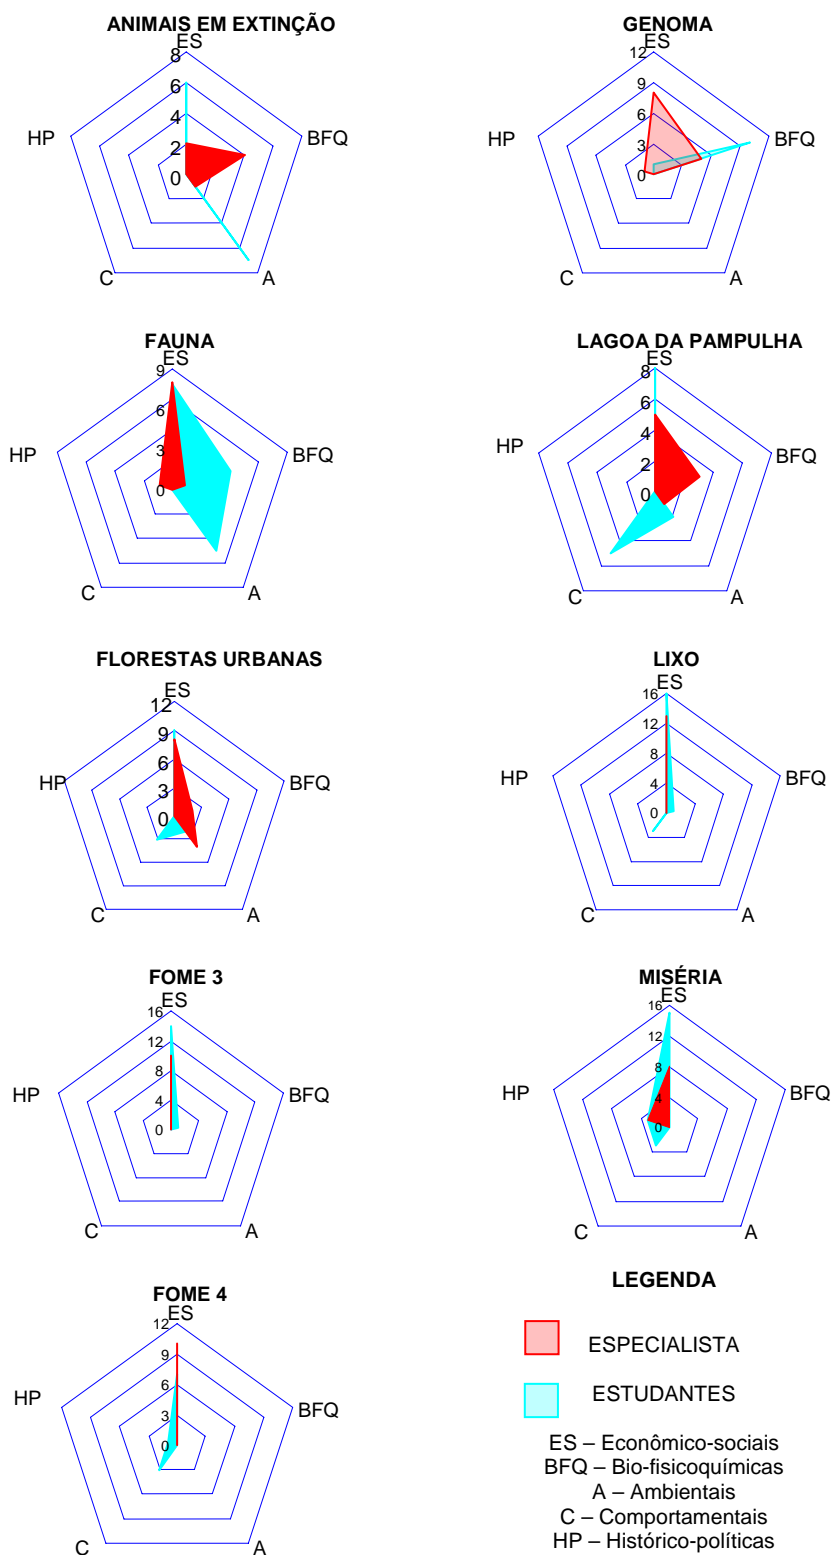 ANIMAIS EM EXTINÇÃO
ES
8
6
4
2
0
HP
BFQ
C
A
GENOMA
ES
12
9
6
3
0
HP
BFQ
C
A
FAUNA
ES
9
6
3
0
HP
BFQ
C
A
LAGOA DA PAMPULHA
ES
8
6
4
2
0
HP
BFQ
C
A
FLORESTAS URBANAS
ES
12
9
6
3
0
HP
BFQ
C
A
LIXO
ES
16
12
8
4
0
HP
BFQ
C
A
FOME 3
ES
16
12
8
4
0
HP
BFQ
C
A
MISÉRIA
ES
16
12
8
4
0
HP
BFQ
C
A
FOME 4
ES
12
9
6
3
0
HP
BFQ
C
A
LEGENDA
ESPECIALISTA
ESTUDANTES
ES – Econômico-sociais
BFQ – Bio-fisicoquímicas
A – Ambientais
C – Comportamentais
HP – Histórico-políticas